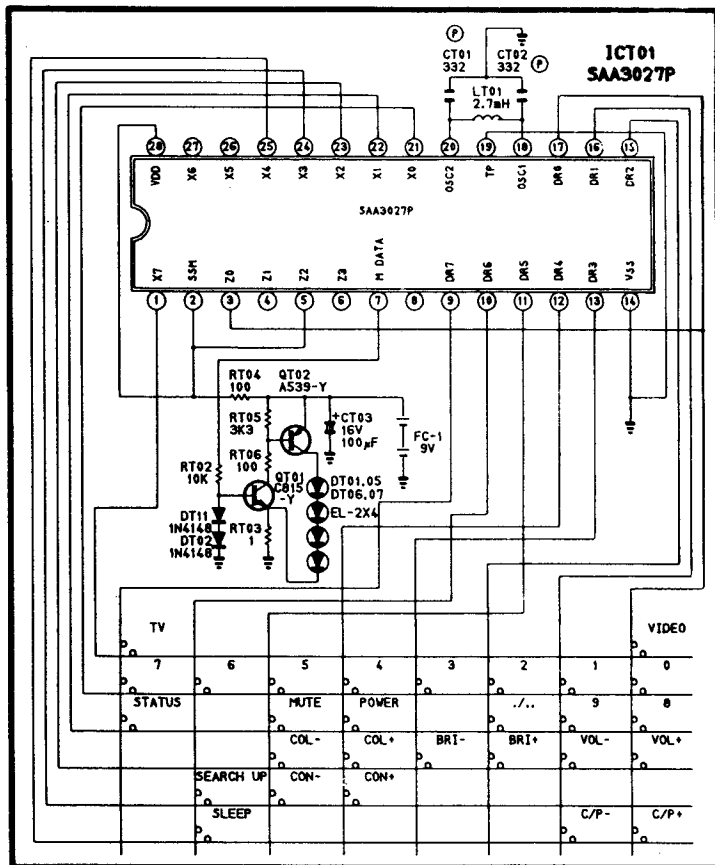 P
CT01
332
CT02
332
P
ICT01
SAA3027P
LT01
2.7mH
28 27 26 25 24 23 22 21 20 19 18 17 16 15
VDD X6 X5 X4 X3 X2 X1 X0 OSC2 TP OSC1 DR0 DR1 DR2
SAA3027P
X7 SSM Z0 Z1 Z2 Z3 M DATA DR7 DR6 DR5 DR4 DR3 VSS
1 2 3 4 5 6 7 8 9 10 11 12 13 14
RT04
100
QT02
A539-Y
RT05
3K3
+CT03
16V
100µF
FC-1
9V
RT06
100
RT02
10K
QT01
C815
-Y
DT01.05
DT06.07
EL-2X4
DT11
1N4148
DT02
1N4148
RT03
1
TV VIDEO
7 6 5 4 3 2 1 0
STATUS MUTE POWER ./.. 9 8
COL- COL+ BRI- BRI+ VOL- VOL+
SEARCH UP CON- CON+
SLEEP C/P- C/P+